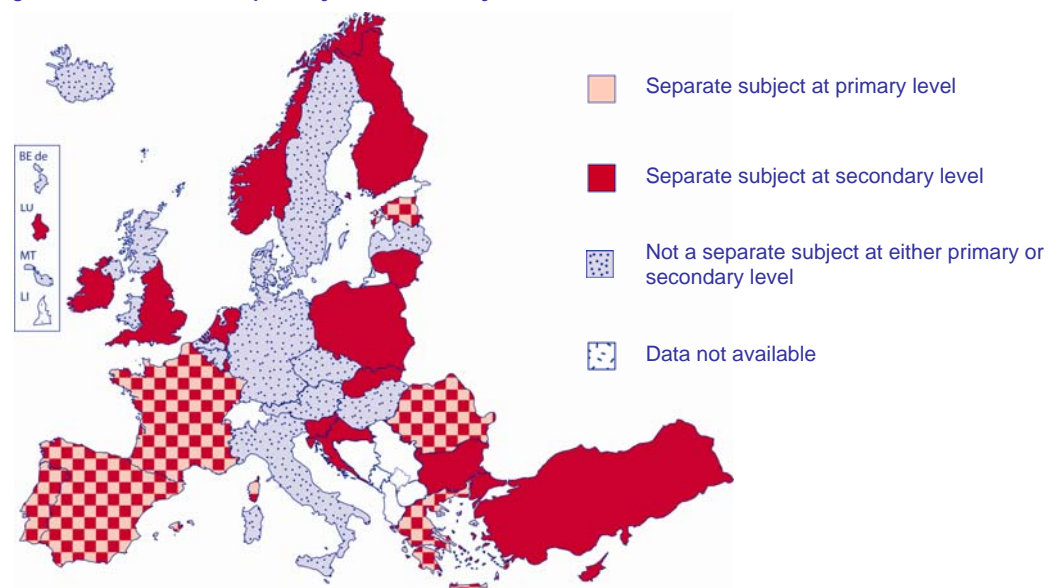 BE de
LU
MT
LI
Separate subject at primary level
Separate subject at secondary level
Not a separate subject at either primary or
secondary level
Data not available